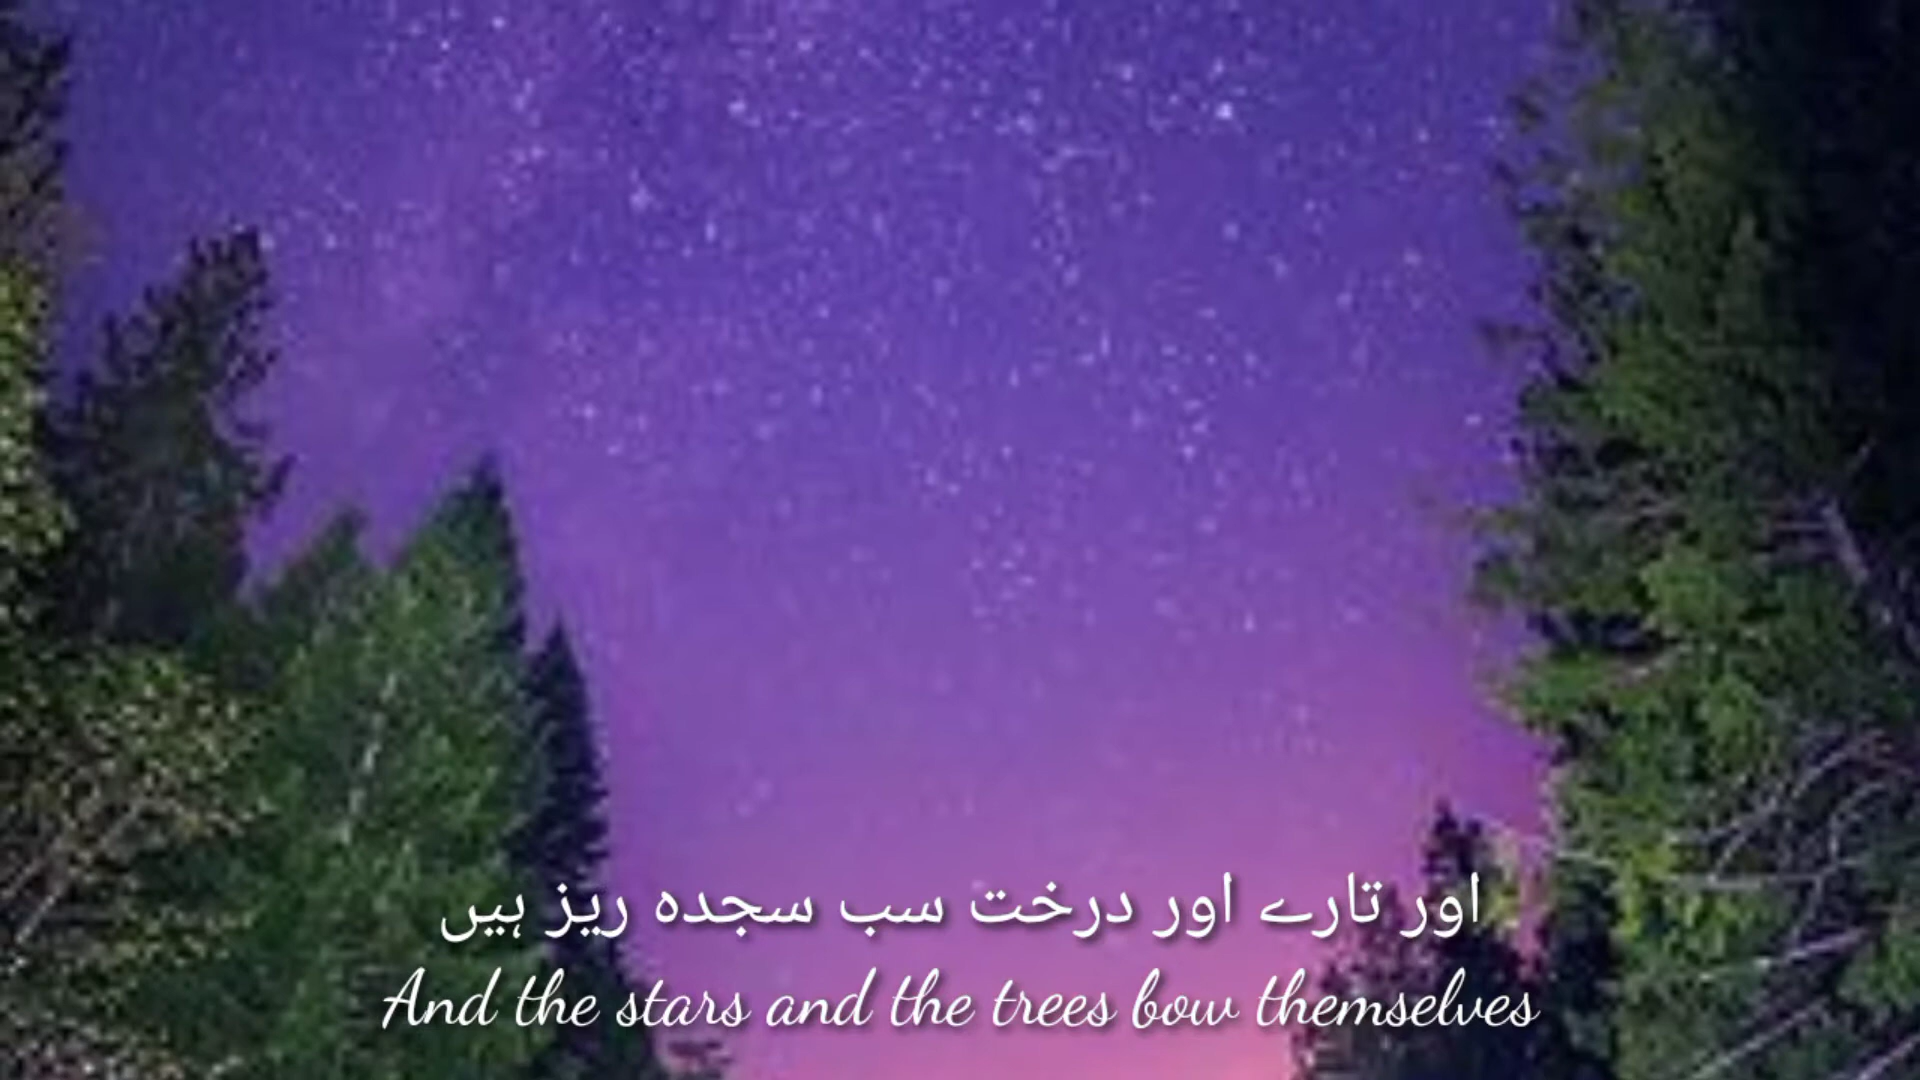 اور تارے اور درخت سب سجدہ ریز ہیں
And the stars and the trees bow themselves